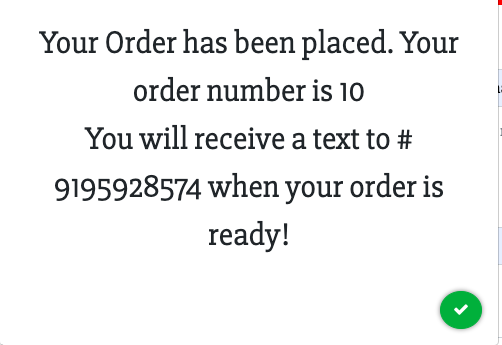 Your Order has been placed. Your
order number is 10
You will receive a text to #
9195928574 when your order is
ready!